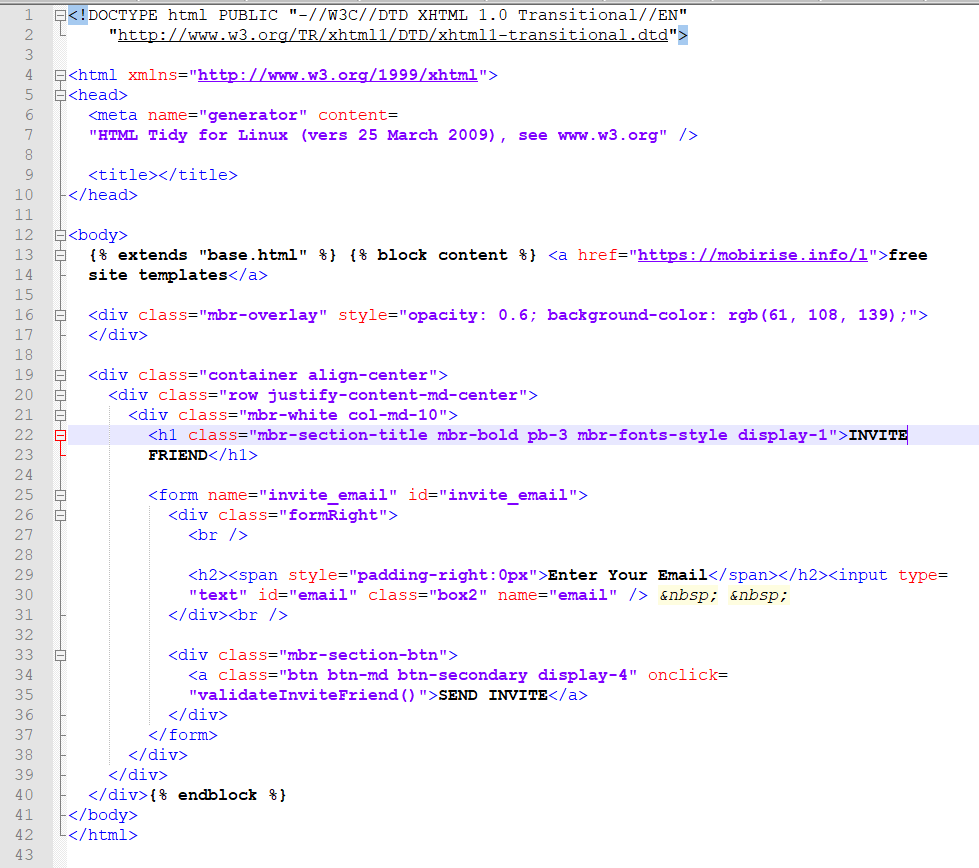 1 <!DOCTYPE html PUBLIC "-//W3C//DTD XHTML 1.0 Transitional//EN"
2 "http://www.w3.org/TR/xhtml1/DTD/xhtml1-transitional.dtd">
3
4 <html xmlns="http://www.w3.org/1999/xhtml">
5 <head>
6 <meta name="generator" content=
7 "HTML Tidy for Linux (vers 25 March 2009), see www.w3.org" />
8
9 <title></title>
10 </head>
11
12 <body>
13 {% extends "base.html" %} {% block content %} <a href="https://mobirise.info/l">free
14 site templates</a>
15
16 <div class="mbr-overlay" style="opacity: 0.6; background-color: rgb(61, 108, 139);">
17 </div>
18
19 <div class="container align-center">
20 <div class="row justify-content-md-center">
21 <div class="mbr-white col-md-10">
22 <h1 class="mbr-section-title mbr-bold pb-3 mbr-fonts-style display-1">INVITE
23 FRIEND</h1>
24
25 <form name="invite_email" id="invite_email">
26 <div class="formRight">
27 <br />
28
29 <h2><span style="padding-right:0px">Enter Your Email</span></h2><input type=
30 "text" id="email" class="box2" name="email" /> &nbsp; &nbsp;
31 </div><br />
32
33 <div class="mbr-section-btn">
34 <a class="btn btn-md btn-secondary display-4" onclick=
35 "validateInviteFriend()">SEND INVITE</a>
36 </div>
37 </form>
38 </div>
39 </div>
40 </div>{% endblock %}
41 </body>
42 </html>
43